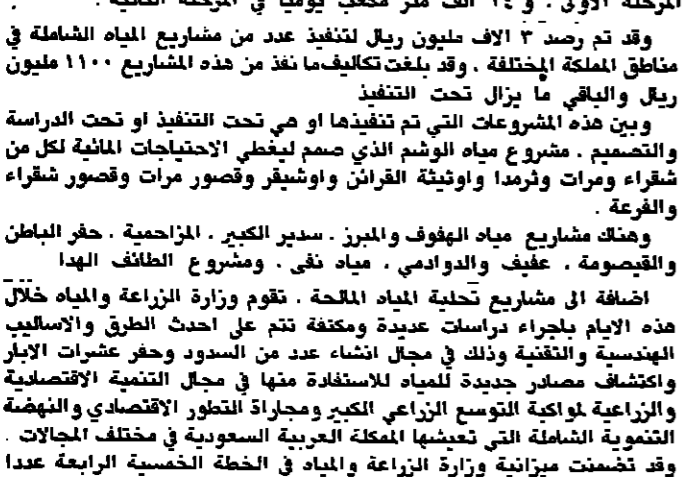 المرحلة الاولى . و ٢٤ الف متر مكعب يوميا في المرحلة الثانية .
وقد تم رصد ٣ الاف مليون ريال لتنفيذ عدد من مشاريع المياه الشاملة في
مناطق المملكة المختلفة . وقد بلغت تكاليف ما نفذ من هذه المشاريع ١١٠٠ مليون
ريال والباقي ما يزال تحت التنفيذ
وبين هذه المشروعات التي تم تنفيذها او هي تحت التنفيذ او تحت الدراسة
والتصميم . مشروع مياه الوشم الذي صمم ليغطي الاحتياجات المائية لكل من
شقراء ومرات وثرمدا واوثيثة القرائن واوشيقر وقصور مرات وقصور شقراء
والفرعة .
وهناك مشاريع مياه الهفوف والمبرز . سدير الكبير . المزاحمية . حفر الباطن
والقيصومة . عفيف والدوادمي . مياه نفى . ومشروع الطائف الهدا
اضافة الى مشاريع تحلية المياه المالحة . تقوم وزارة الزراعة والمياه خلال
هذه الايام باجراء دراسات عديدة ومكثفة تتم على احدث الطرق والاساليب
الهندسية والتقنية وذلك في مجال انشاء عدد من السدود وحفر عشرات الابار
واكتشاف مصادر جديدة للمياه للاستفادة منها في مجال التنمية الاقتصادية
والزراعية لمواكبة التوسع الزراعي الكبير ومجاراة التطور الاقتصادي والنهضة
التنموية الشاملة التي تعيشها المملكة العربية السعودية في مختلف المجالات .
وقد تضمنت ميزانية وزارة الزراعة والمياه في الخطة الخمسية الرابعة عددا